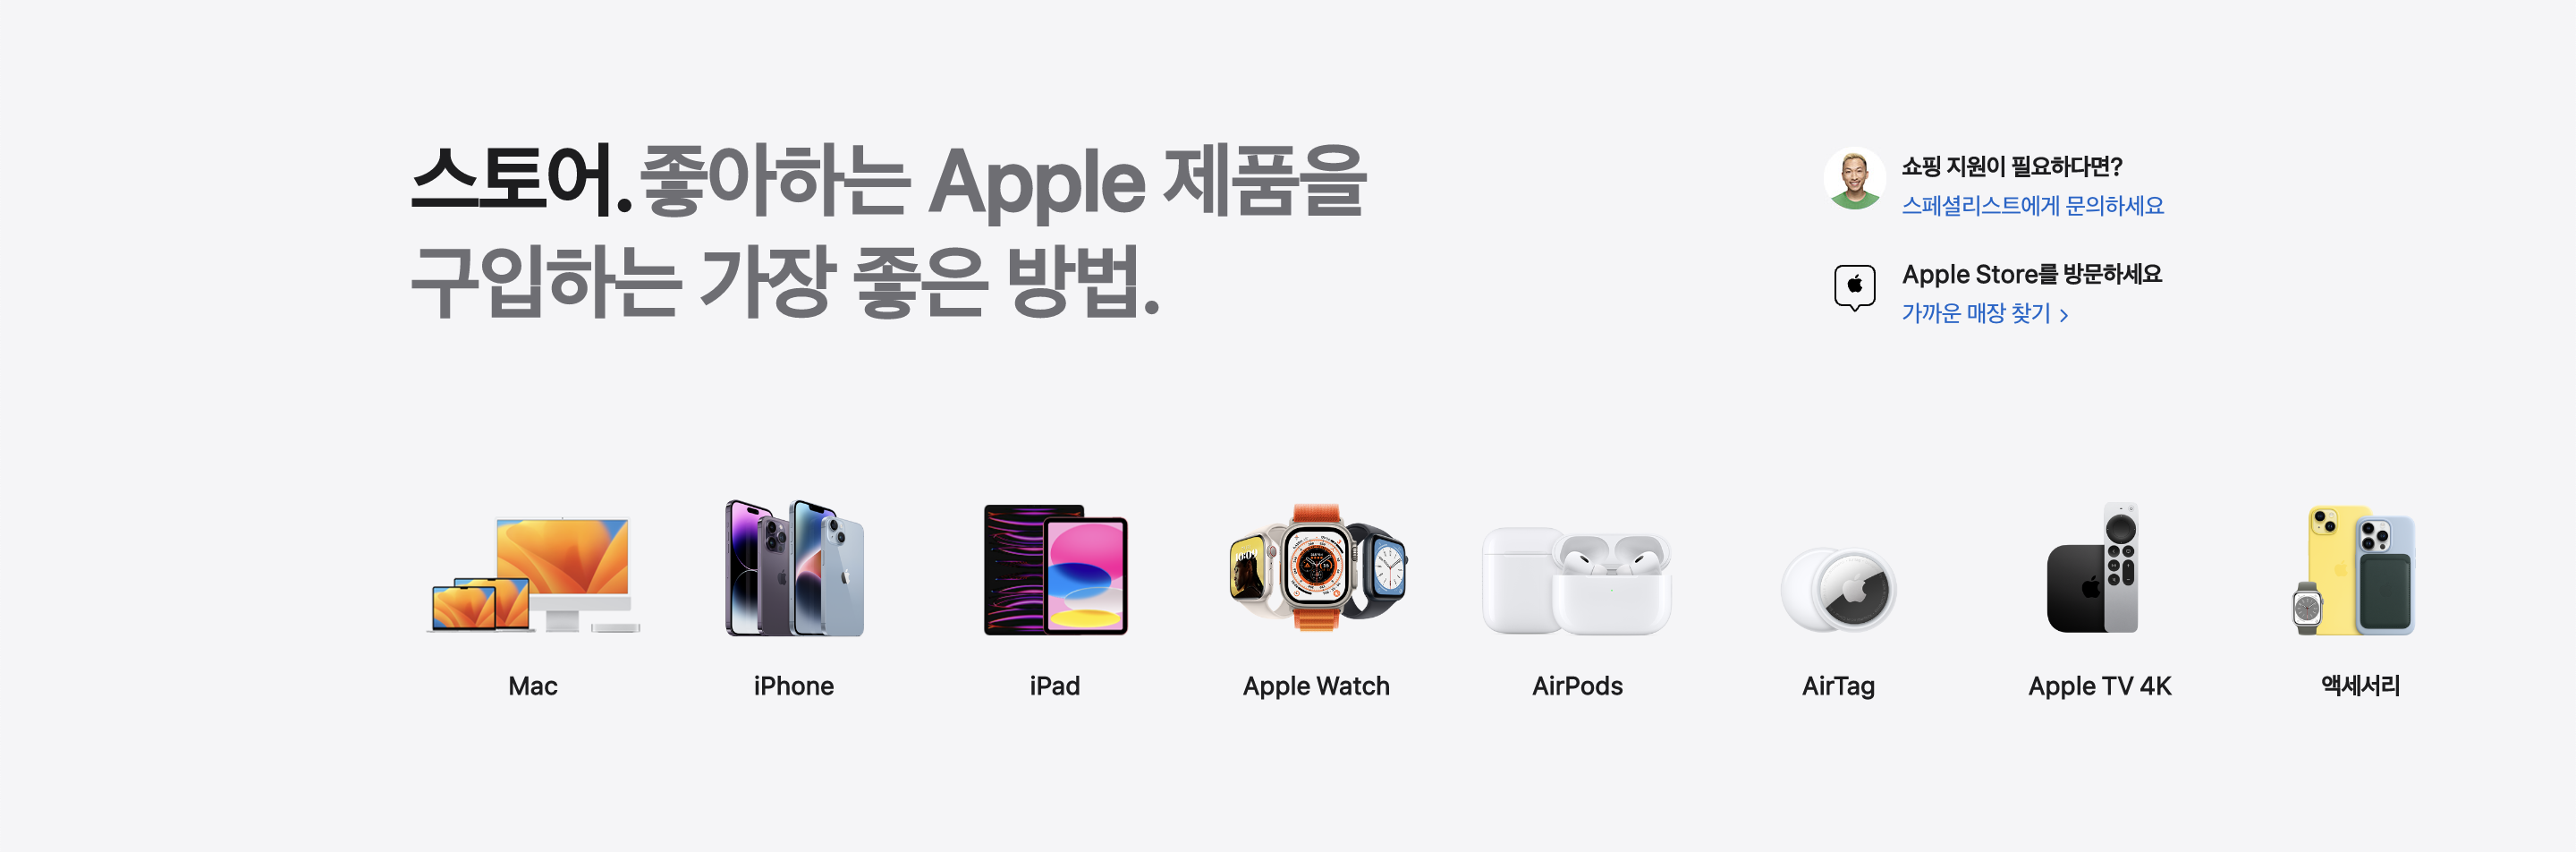 스토어. 좋아하는 Apple 제품을
구입하는 가장 좋은 방법.
쇼핑 지원이 필요하다면?
스페셜리스트에게 문의하세요
Apple Store를 방문하세요
가까운 매장 찾기 >
Mac
iPhone
iPad
Apple Watch
AirPods
AirTag
Apple TV 4K
액세서리